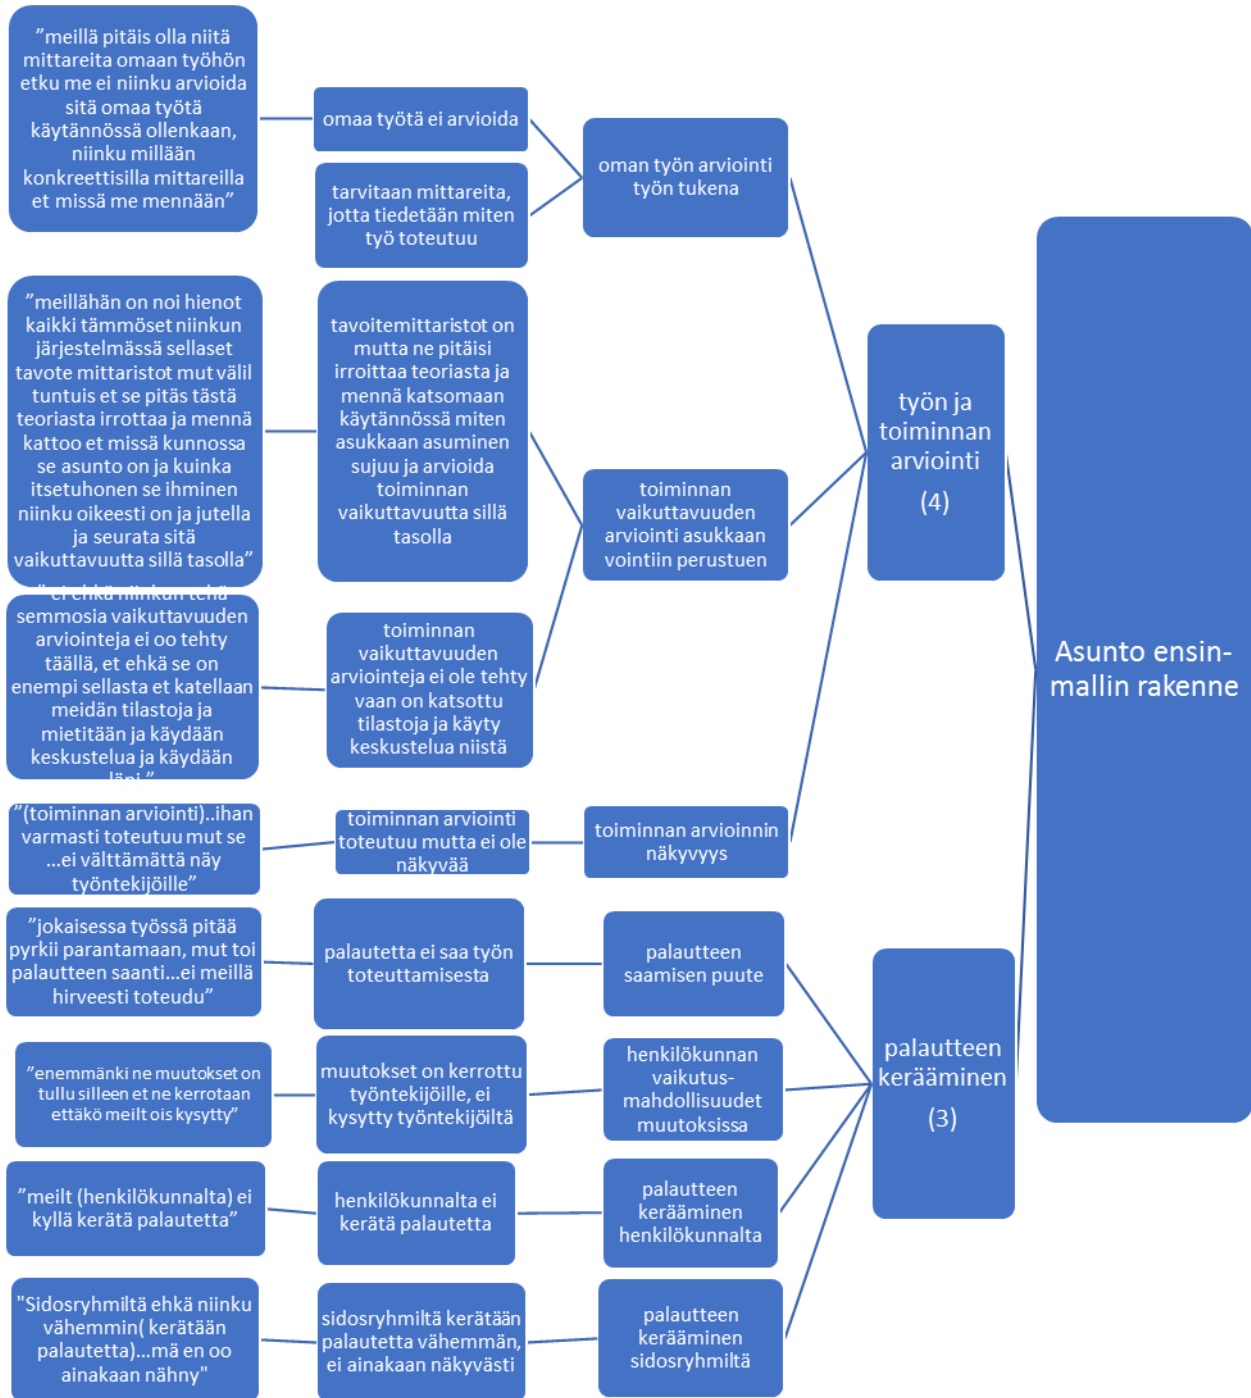 ”meillä pitäis olla niitä
mittareita omaan työhön
etku me ei niinku arvioida
sitä omaa työtä
käytännössä ollenkaan,
niinku millään
konkreettisilla mittareilla
et missä me mennään”
omaa työtä ei arvioida
tarvitaan mittareita,
jotta tiedetään miten
työ toteutuu
oman työn arviointi
työn tukena
”meillähän on noi hienot
kaikki tämmöset niinkun
järjestelmässä sellaset
tavote mittaristot mut välil
tuntuis et se pitäs tästä
teoriasta irrottaa ja mennä
kattoo et missä kunnossa
se asunto on ja kuinka
itsetuhonen se ihminen
niinku oikeesti on ja jutella
ja seurata sitä
vaikuttavuutta sillä tasolla”
tavoitemittaristot on
mutta ne pitäisi
irroittaa teoriasta ja
mennä katsomaan
käytännössä miten
asukkaan asuminen
sujuu ja arvioida
toiminnan
vaikuttavuutta sillä
tasolla
”ei ehkä niinkun tehä
semmosia vaikuttavuuden
arviointeja ei oo tehty
täällä, et ehkä se on
enempi sellasta et katellaan
meidän tilastoja ja
mietitään ja käydään
keskustelua ja käydään
läpi ”
toiminnan
vaikuttavuuden
arviointeja ei ole tehty
vaan on katsottu
tilastoja ja käyty
keskustelua niistä
toiminnan
vaikuttavuuden
arviointi asukkaan
vointiin perustuen
”(toiminnan arviointi)..ihan
varmasti toteutuu mut se
...ei välttämättä näy
työntekijöille”
toiminnan arviointi
toteutuu mutta ei ole
näkyvää
toiminnan arvioinnin
näkyvyys
työn ja
toiminnan
arviointi
(4)
”jokaisessa työssä pitää
pyrkii parantamaan, mut toi
palautteen saanti...ei meillä
hirveesti toteudu”
palautetta ei saa työn
toteuttamisesta
palautteen
saamisen puute
”enemmänki ne muutokset on
tullu silleen et ne kerrotaan
ettäkö meilt ois kysytty”
muutokset on kerrottu
työntekijöille, ei
kysytty työntekijöiltä
henkilökunnan
vaikutus-
mahdollisuudet
muutoksissa
”meilt (henkilökunnalta) ei
kyllä kerätä palautetta”
henkilökunnalta ei
kerätä palautetta
palautteen
kerääminen
henkilökunnalta
"Sidosryhmiltä ehkä niinku
vähemmin( kerätään
palautetta)...mä en oo
ainakaan nähny"
sidosryhmiltä kerätään
palautetta vähemmän,
ei ainakaan näkyvästi
palautteen
kerääminen
sidosryhmiltä
palautteen
kerääminen
(3)
Asunto ensin-
mallin rakenne